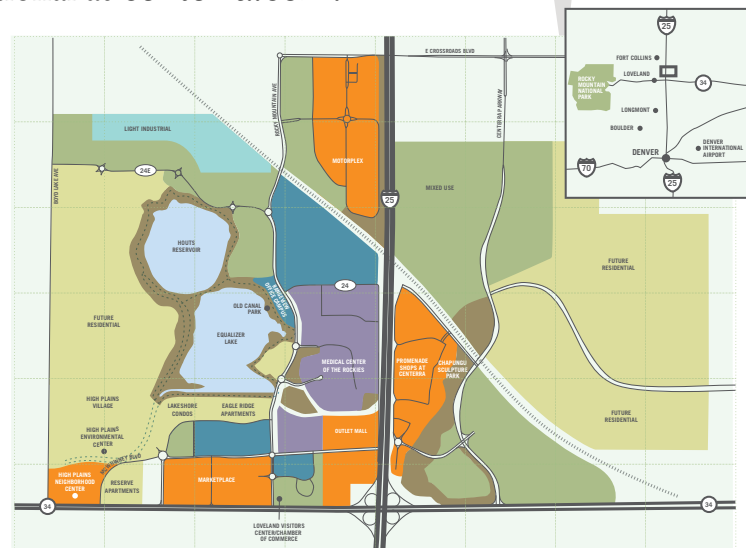 E CROSSROADS BLVD
25
FORT COLLINS
LOVELAND
34
ROCKY
MOUNTAIN
NATIONAL
PARK
LONGMONT
BOULDER
DENVER
DENVER
INTERNATIONAL
AIRPORT
70
25
ROCKY MOUNTAIN AVE
CENTERRA PARKWAY
LIGHT INDUSTRIAL
MOTORPLEX
24E
BOYD LAKE AVE
25
MIXED USE
HOUTS
RESERVOIR
FUTURE
RESIDENTIAL
24
OLD CANAL
PARK
OFFICE CAMPUS
FUTURE
RESIDENTIAL
EQUALIZER
LAKE
MEDICAL CENTER
OF THE ROCKIES
PROMENADE
SHOPS AT
CENTERRA
CHAPUNGU
SCULPTURE
PARK
HIGH PLAINS
VILLAGE
LAKESHORE
CONDOS
EAGLE RIDGE
APARTMENTS
FUTURE
RESIDENTIAL
HIGH PLAINS
ENVIRONMENTAL
CENTER
OUTLET MALL
HIGH PLAINS
NEIGHBORHOOD
CENTER
RESERVE
APARTMENTS
MARKETPLACE
34
34
LOVELAND VISITORS
CENTER/CHAMBER
OF COMMERCE